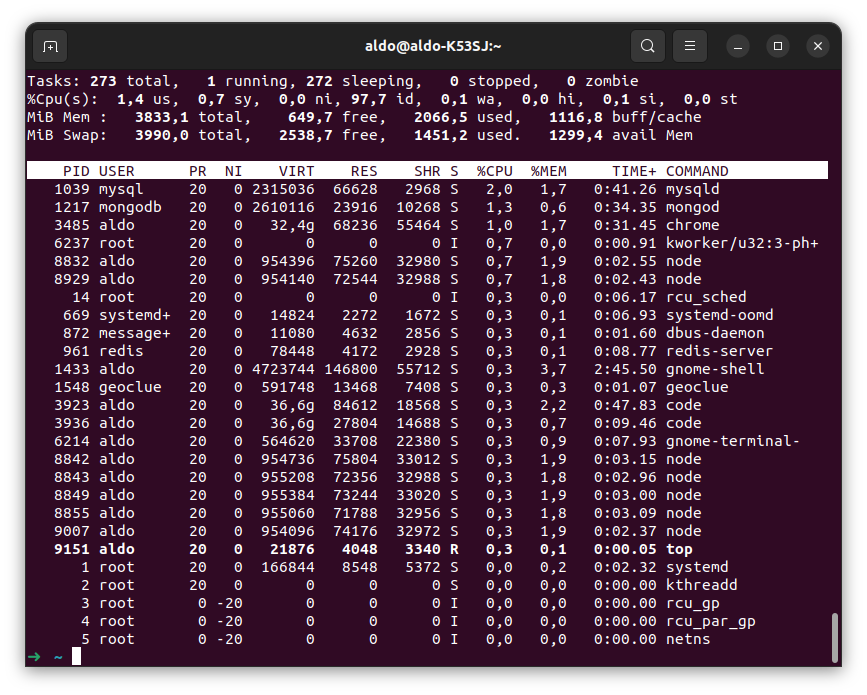 aldo@aldo-K53SJ:~
Tasks: 273 total,   1 running, 272 sleeping,   0 stopped,   0 zombie
%Cpu(s):  1,4 us,  0,7 sy,  0,0 ni, 97,7 id,  0,1 wa,  0,0 hi,  0,1 si,  0,0 st
MiB Mem :   3833,1 total,    649,7 free,   2066,5 used,   1116,8 buff/cache
MiB Swap:   3990,0 total,   2538,7 free,   1451,2 used.   1299,4 avail Mem
PID USER      PR  NI    VIRT    RES    SHR S  %CPU  %MEM     TIME+ COMMAND
1039 mysql     20   0 2315036  66628   2968 S   2,0   1,7   0:41.26 mysqld
1217 mongodb   20   0 2610116  23916  10268 S   1,3   0,6   0:34.35 mongod
3485 aldo      20   0   32,4g  68236  55464 S   1,0   1,7   0:31.45 chrome
6237 root      20   0       0      0      0 I   0,7   0,0   0:00.91 kworker/u32:3-ph+
8832 aldo      20   0  954396  75260  32980 S   0,7   1,9   0:02.55 node
8929 aldo      20   0  954140  72544  32988 S   0,7   1,8   0:02.43 node
14 root      20   0       0      0      0 I   0,3   0,0   0:06.17 rcu_sched
669 systemd+  20   0   14824   2272   1672 S   0,3   0,1   0:06.93 systemd-oomd
872 message+  20   0   11080   4632   2856 S   0,3   0,1   0:01.60 dbus-daemon
961 redis     20   0   78448   4172   2928 S   0,3   0,1   0:08.77 redis-server
1433 aldo      20   0 4723744 146800  55712 S   0,3   3,7   2:45.50 gnome-shell
1548 geoclue   20   0  591748  13468   7408 S   0,3   0,3   0:01.07 geoclue
3923 aldo      20   0   36,6g  84612  18568 S   0,3   2,2   0:47.83 code
3936 aldo      20   0   36,6g  27804  14688 S   0,3   0,7   0:09.46 code
6214 aldo      20   0  564620  33708  22380 S   0,3   0,9   0:07.93 gnome-terminal-
8842 aldo      20   0  954736  75804  33012 S   0,3   1,9   0:03.15 node
8843 aldo      20   0  955208  72356  32988 S   0,3   1,8   0:02.96 node
8849 aldo      20   0  955384  73244  33020 S   0,3   1,9   0:03.00 node
8855 aldo      20   0  955060  71788  32956 S   0,3   1,8   0:03.09 node
9007 aldo      20   0  954096  74176  32972 S   0,3   1,9   0:02.37 node
9151 aldo      20   0   21876   4048   3340 R   0,3   0,1   0:00.05 top
1 root      20   0  166844   8548   5372 S   0,0   0,2   0:02.32 systemd
2 root      20   0       0      0      0 S   0,0   0,0   0:00.00 kthreadd
3 root       0 -20       0      0      0 I   0,0   0,0   0:00.00 rcu_gp
4 root       0 -20       0      0      0 I   0,0   0,0   0:00.00 rcu_par_gp
5 root       0 -20       0      0      0 I   0,0   0,0   0:00.00 netns
➜  ~